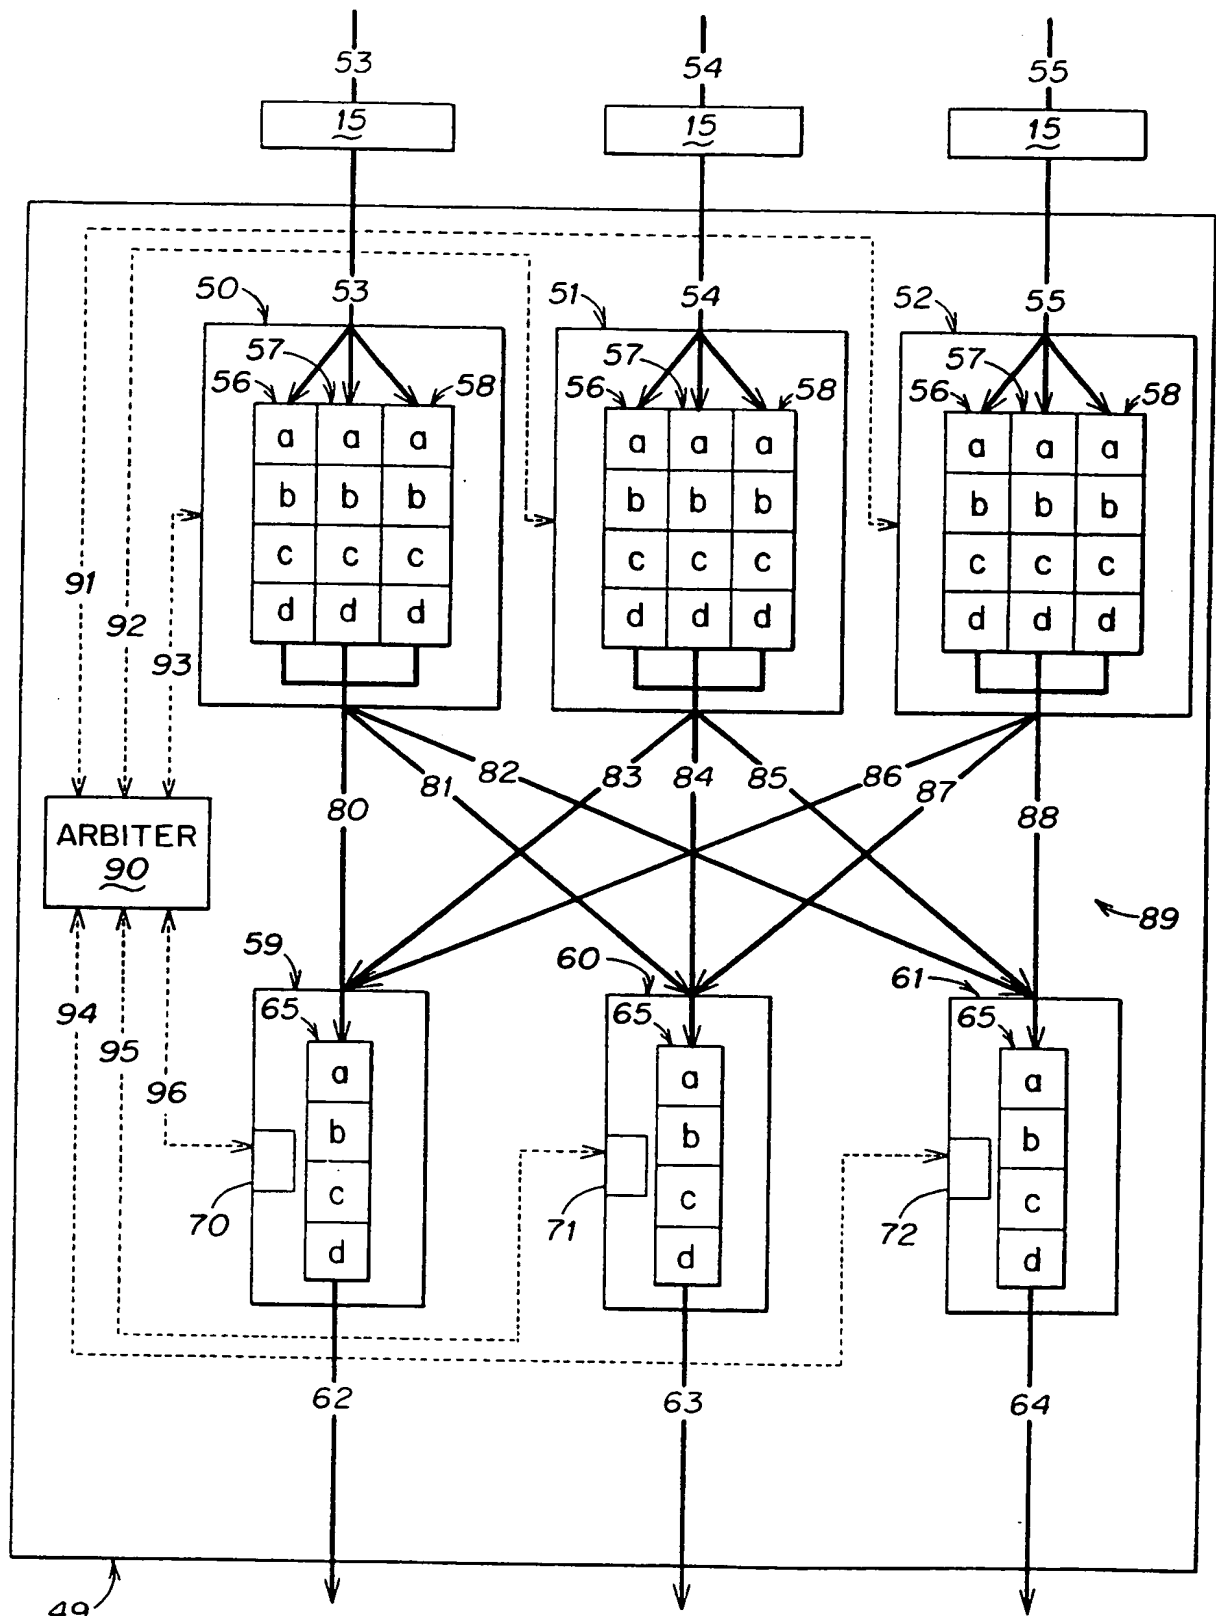 53 54 55
15 15 15
50 53 51 54 52 55
57 57 57
56 58 56 58 56 58
a a a a a a a a a
b b b b b b b b b
c c c c c c c c c
d d d d d d d d d
91
92
93
80 81 82 83 84 85 86 87 88
ARBITER
90
89
59 60 61
94 65 65 65
95
96
a a a
b b b
c c c
d d d
70 71 72
62 63 64
49